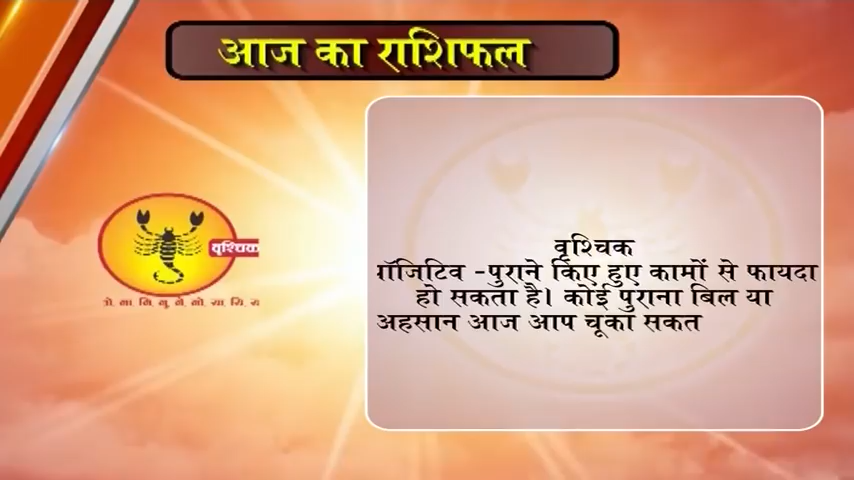 आज का राशिफल
वृश्चिक
वृश्चिक
पॉजिटिव -पुराने किए हुए कामों से फायदा
हो सकता है। कोई पुराना बिल या
अहसान आज आप चूका सकत